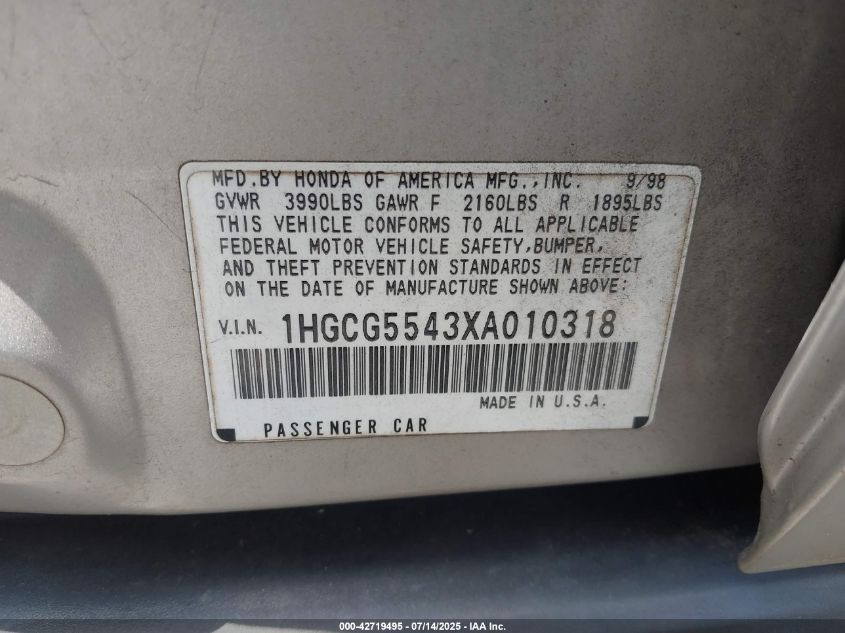 MFD.BY HONDA OF AMERICA MFG.,INC. 9/98
GVWR 3990LBS GAWR F 2160LBS R 1895LBS
THIS VEHICLE CONFORMS TO ALL APPLICABLE
FEDERAL MOTOR VEHICLE SAFETY,BUMPER,
AND THEFT PREVENTION STANDARDS IN EFFECT
ON THE DATE OF MANUFACTURE SHOWN ABOVE:
V.I.N. 1HGCG5543XA010318
MADE IN U.S.A.
PASSENGER CAR
000-42719495 - 07/14/2025 - IAA Inc.